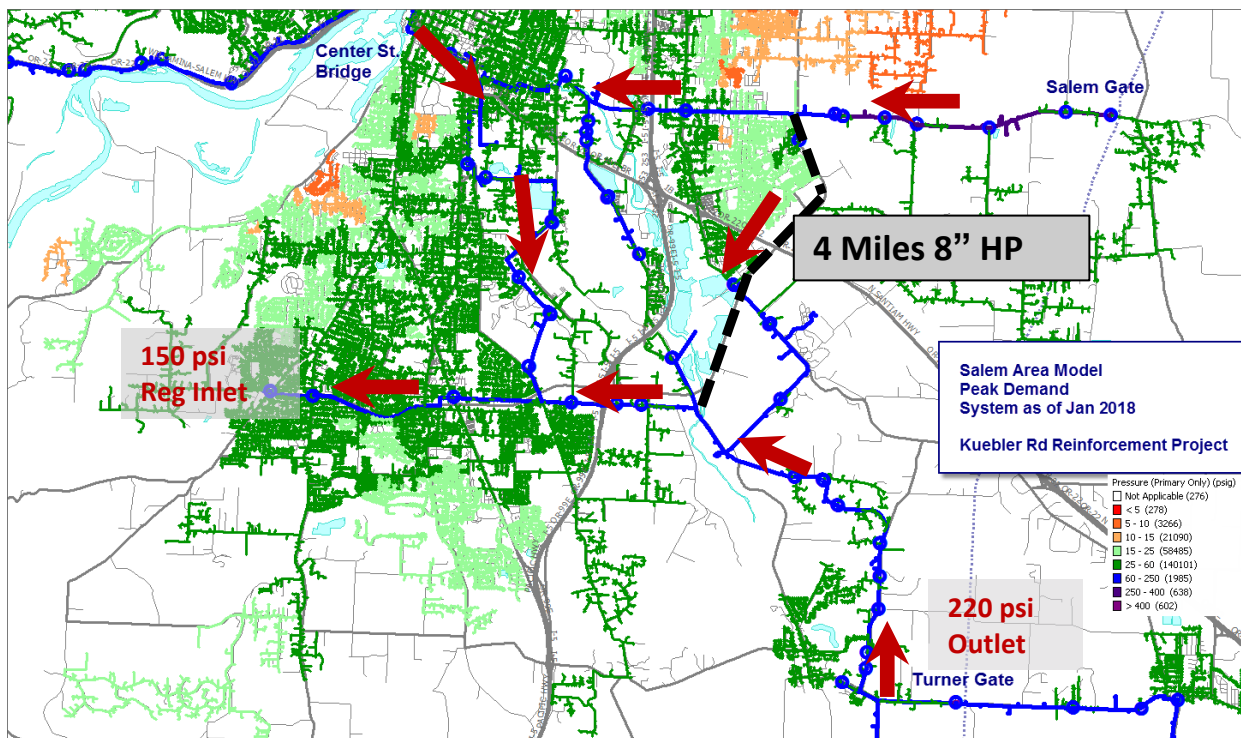 Center St.
Bridge
Salem Gate
4 Miles 8” HP
150 psi
Reg Inlet
Salem Area Model
Peak Demand
System as of Jan 2018
Kuebler Rd Reinforcement Project
Pressure (Primary Only) (psig)
Not Applicable (276)
< 5 (278)
5 - 10 (3266)
10 - 15 (21090)
15 - 25 (58485)
25 - 60 (140101)
60 - 250 (1985)
250 - 400 (638)
> 400 (602)
220 psi
Outlet
Turner Gate
N SANTIAM HWY